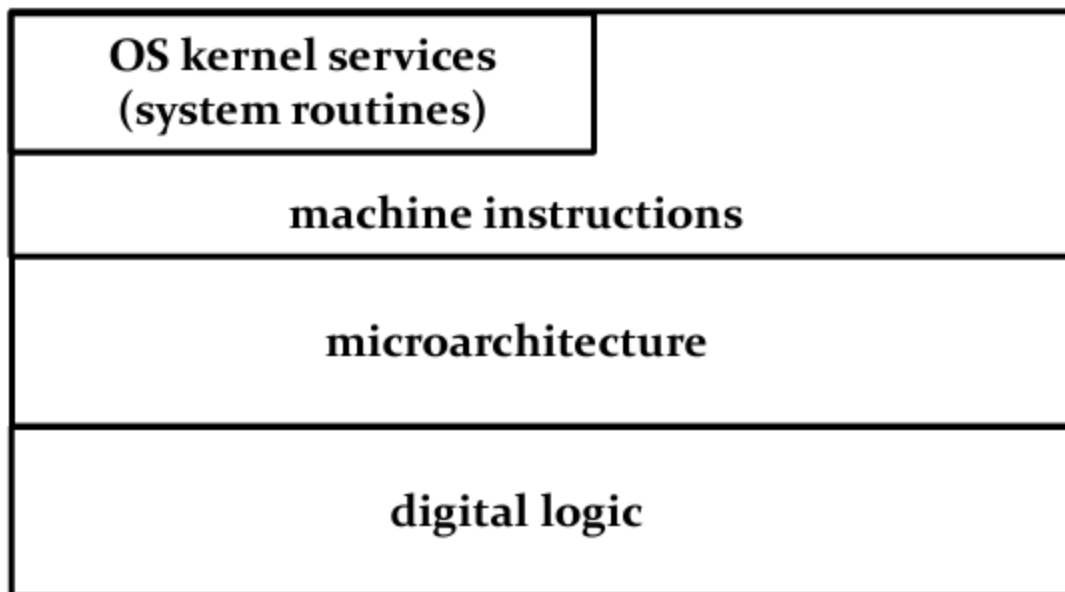 OS kernel services
(system routines)
machine instructions
microarchitecture
digital logic